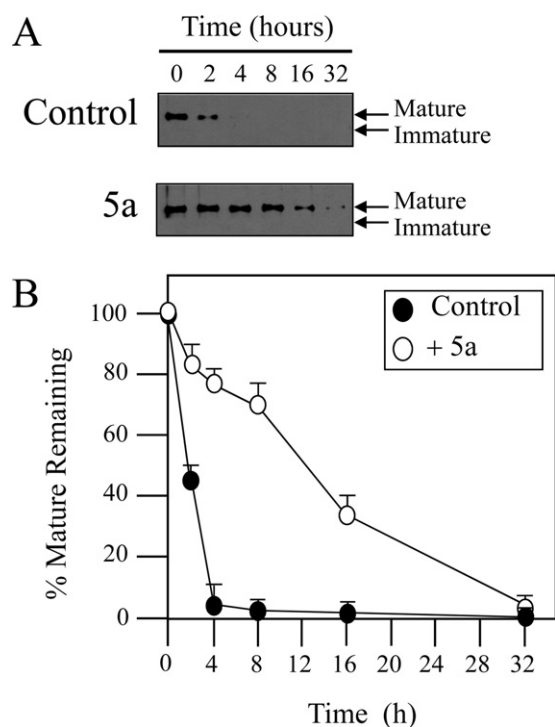 A
Time (hours)
0 2 4 8 16 32
Control
Mature
Immature
5a
Mature
Immature
B
Control
+ 5a
% Mature Remaining
100
80
60
40
20
0
0 4 8 12 16 20 24 28 32
Time (h)